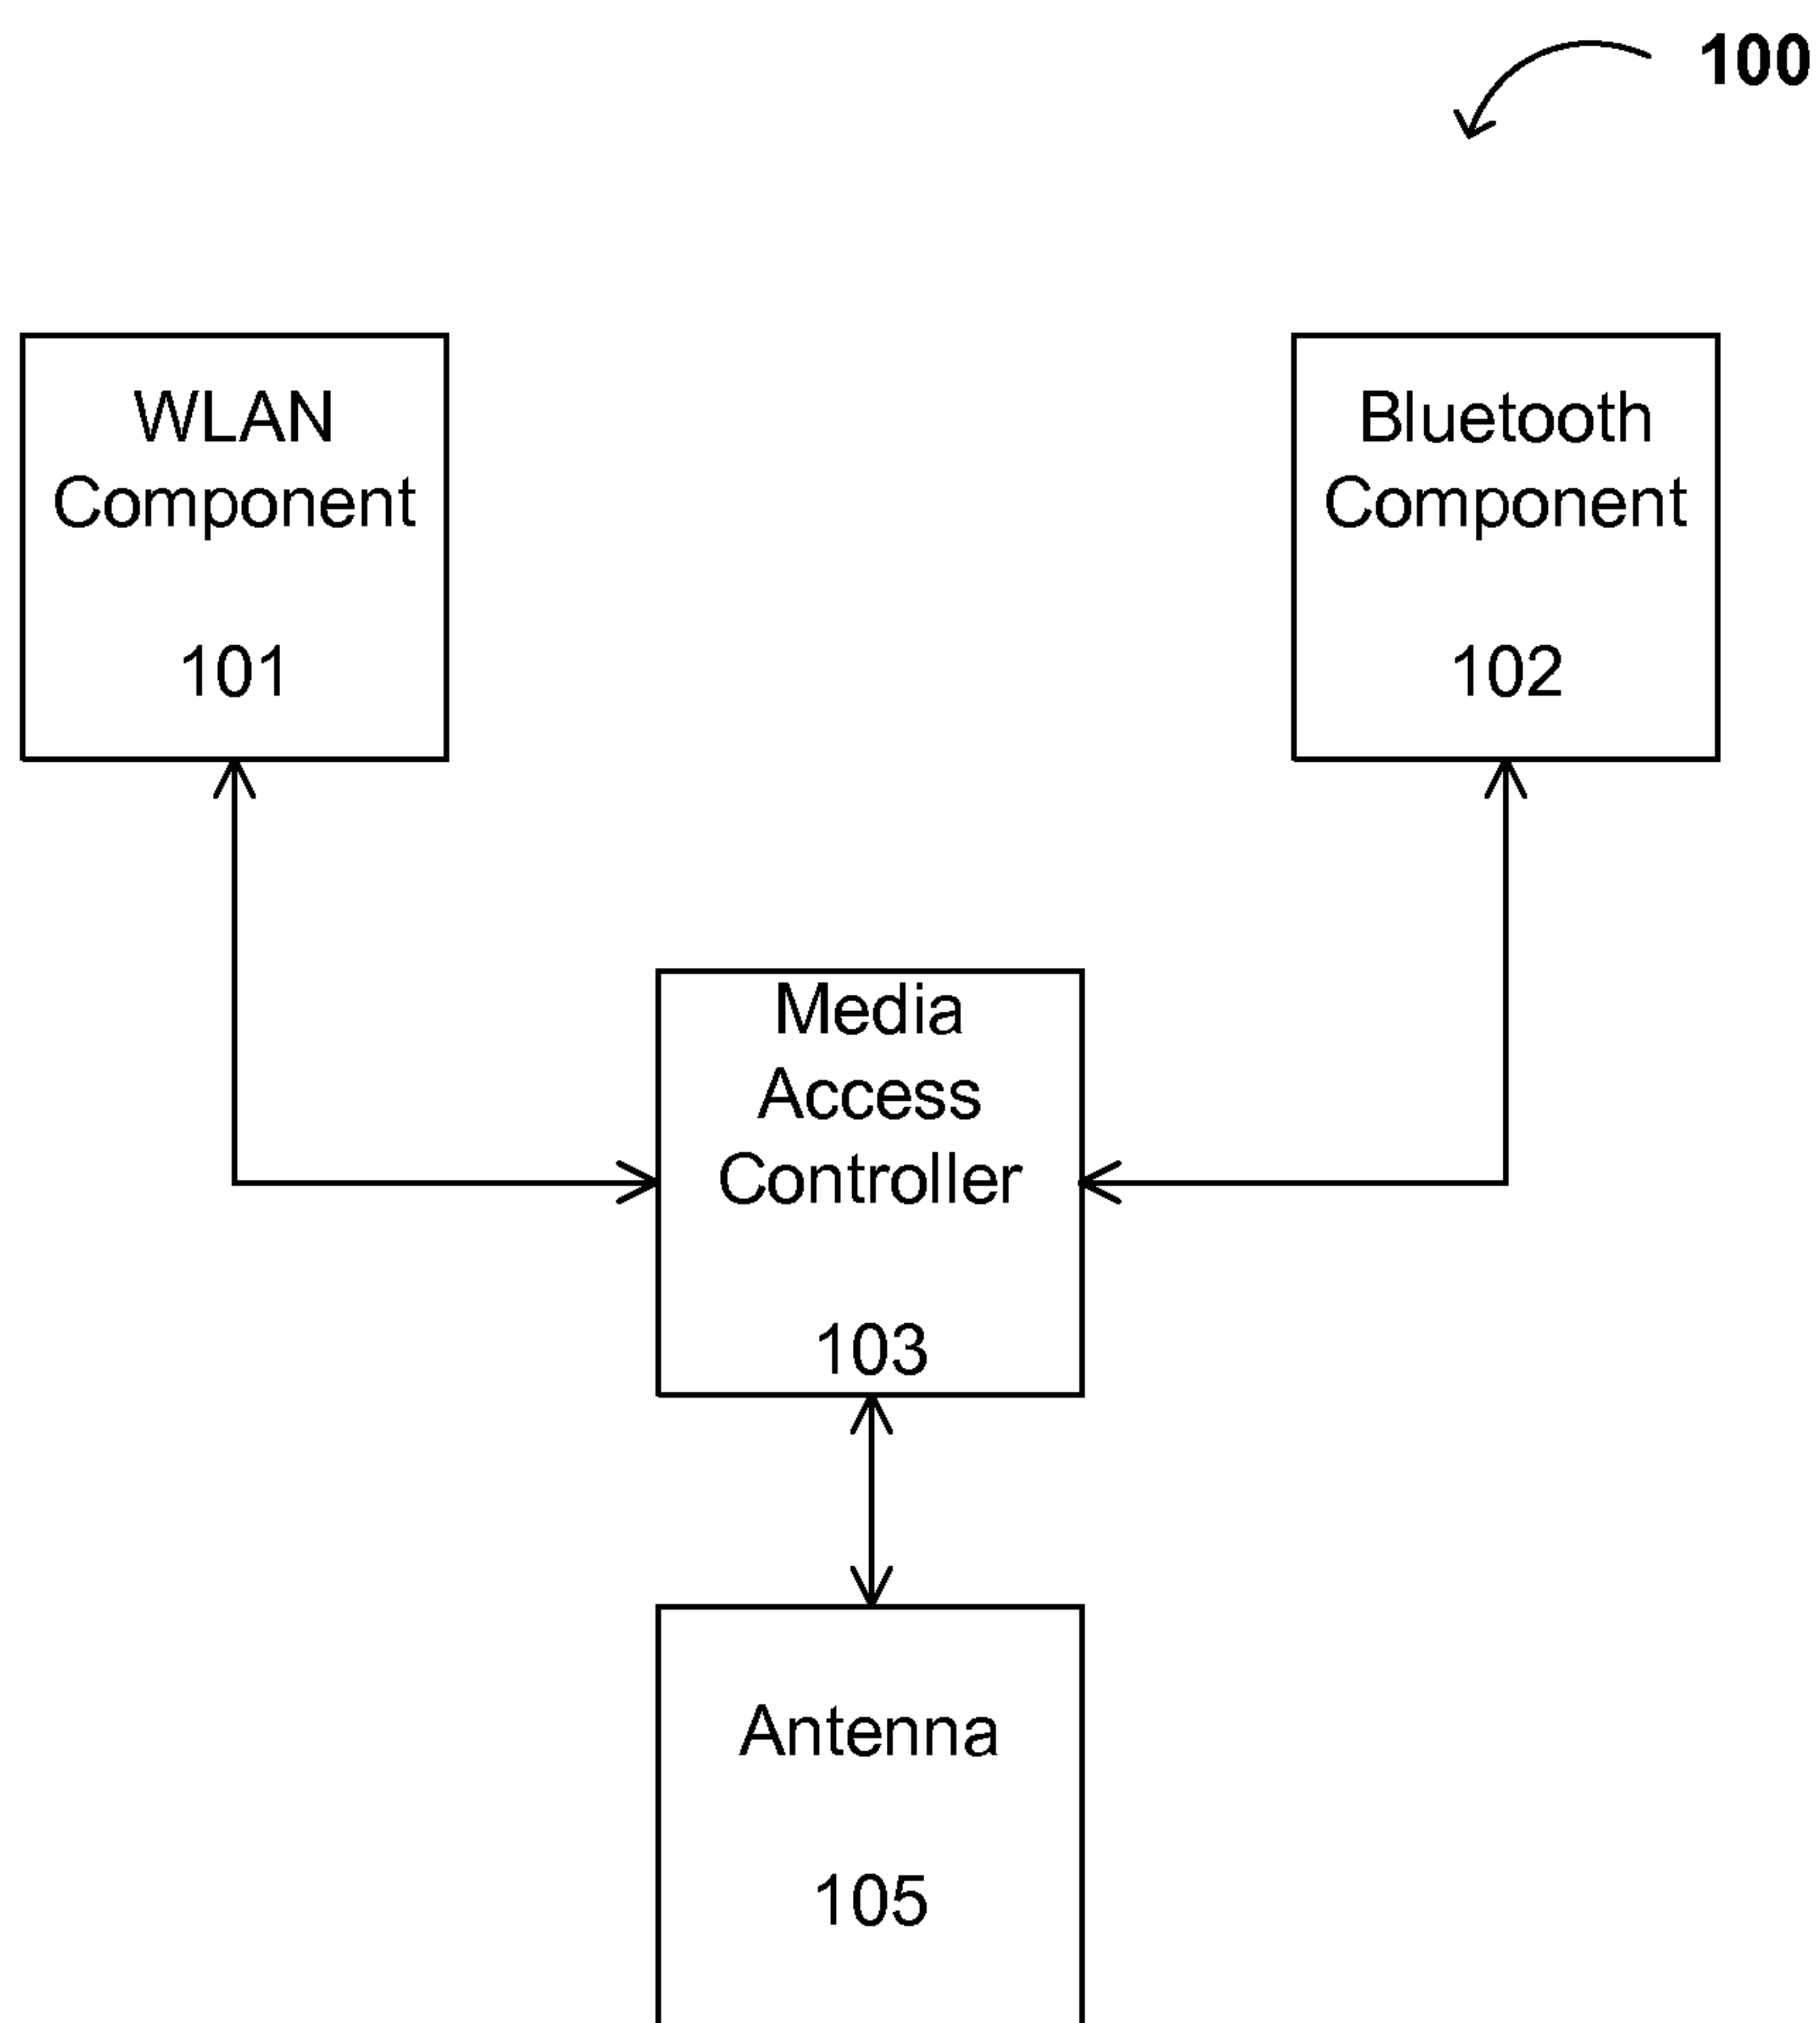 100
WLAN
Component
101
Bluetooth
Component
102
Media
Access
Controller
103
Antenna
105